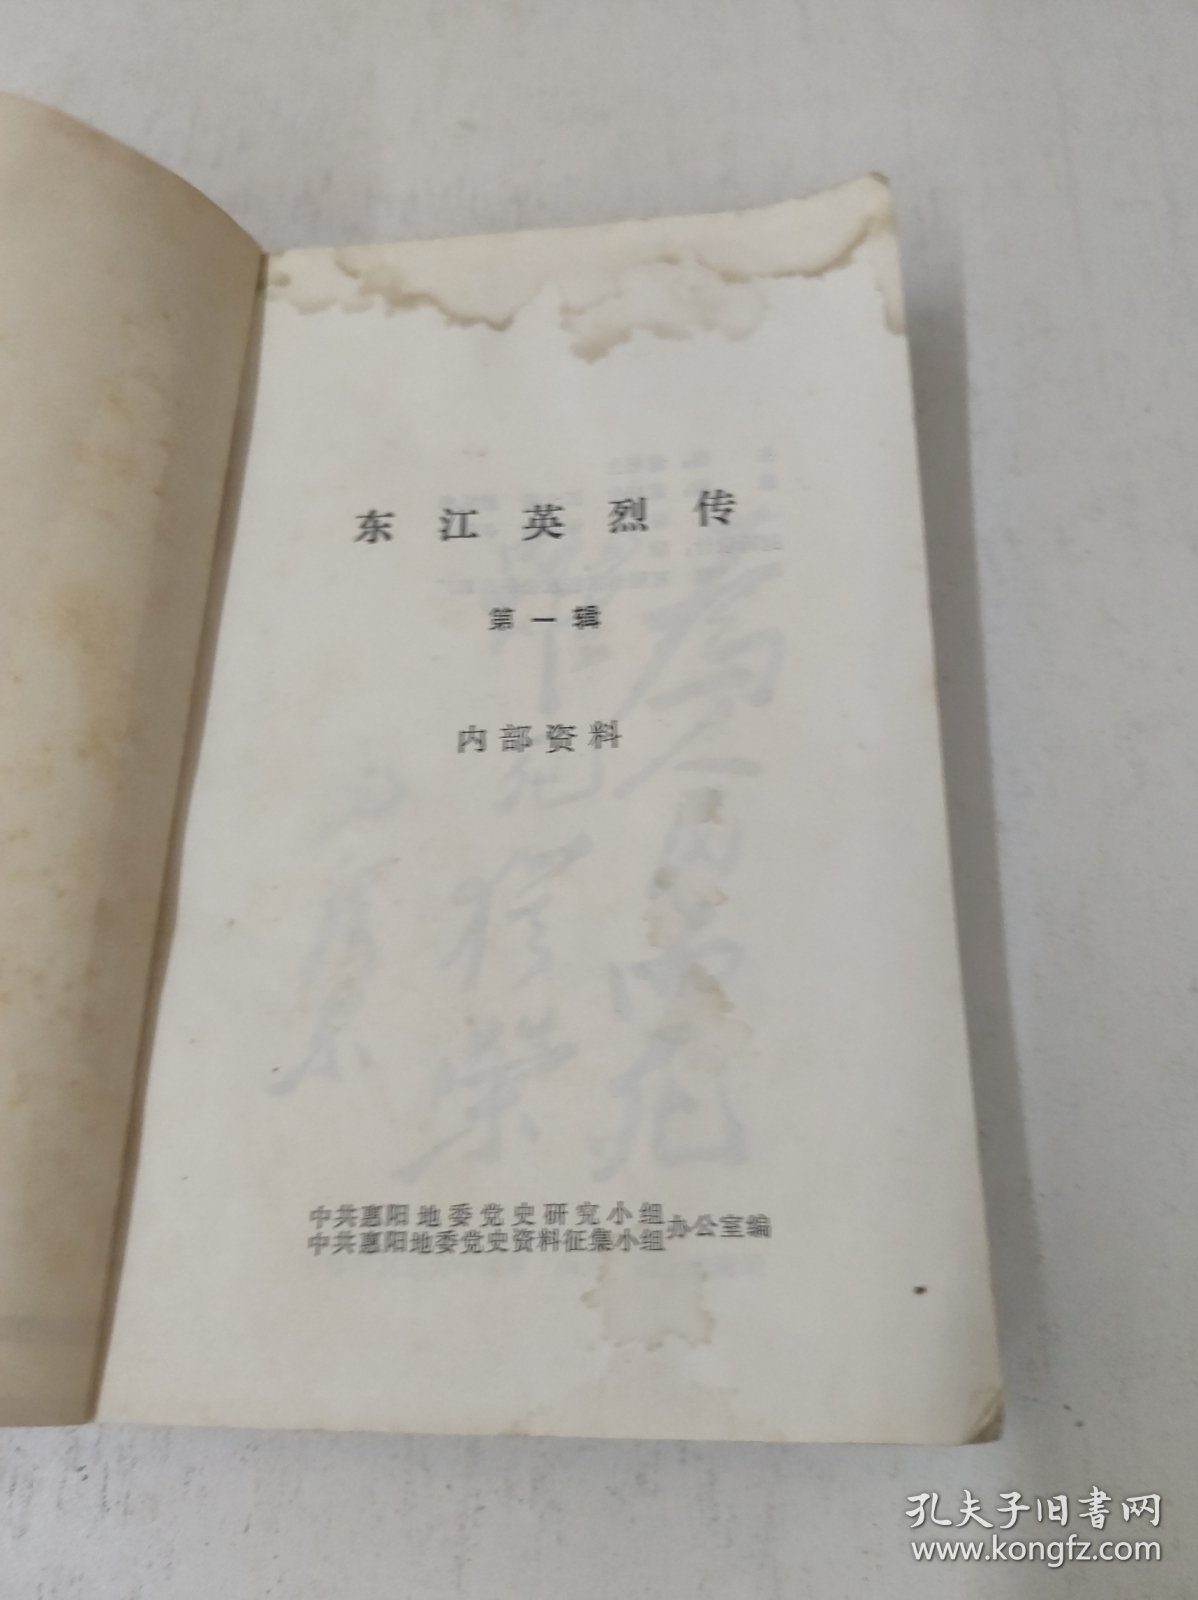 东江英烈传
第一辑
内部资料
中共惠阳地委党史研究小组
中共惠阳地委党史资料征集小组
办公室编
孔夫子旧书网
www.kongfz.com